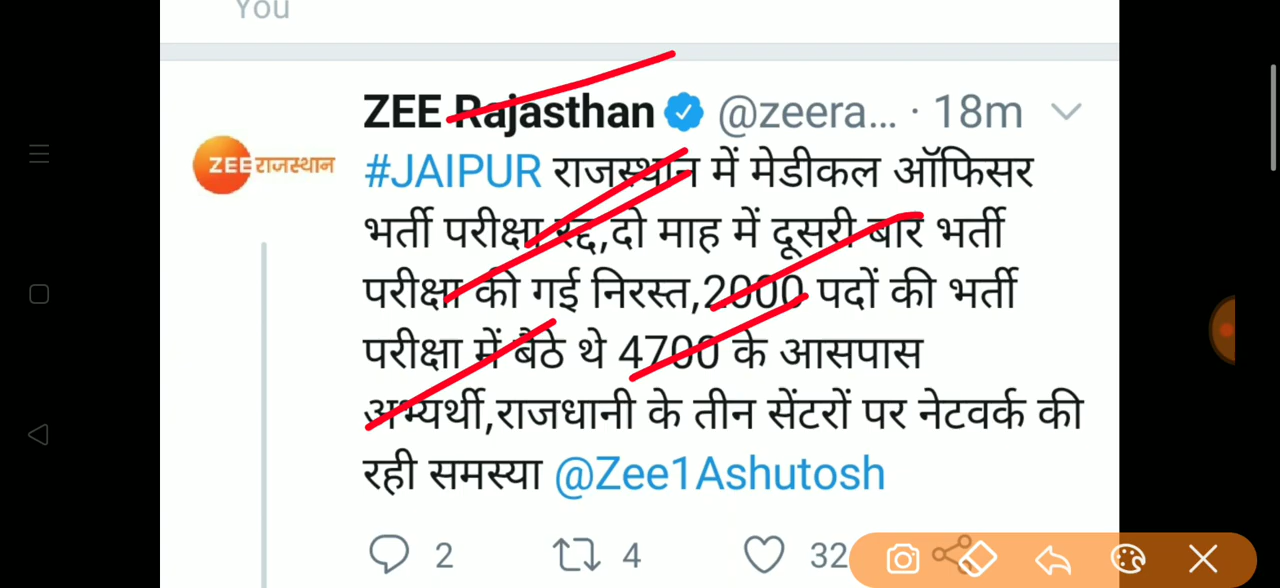 You
ZEE Rajasthan @zeera... · 18m
ZEE राजस्थान
#JAIPUR राजस्थान में मेडीकल ऑफिसर
भर्ती परीक्षा रद्द,दो माह में दूसरी बार भर्ती
परीक्षा की गई निरस्त,2000 पदों की भर्ती
परीक्षा में बैठे थे 4700 के आसपास
अभ्यर्थी,राजधानी के तीन सेंटरों पर नेटवर्क की
रही समस्या @Zee1Ashutosh
2 4 32